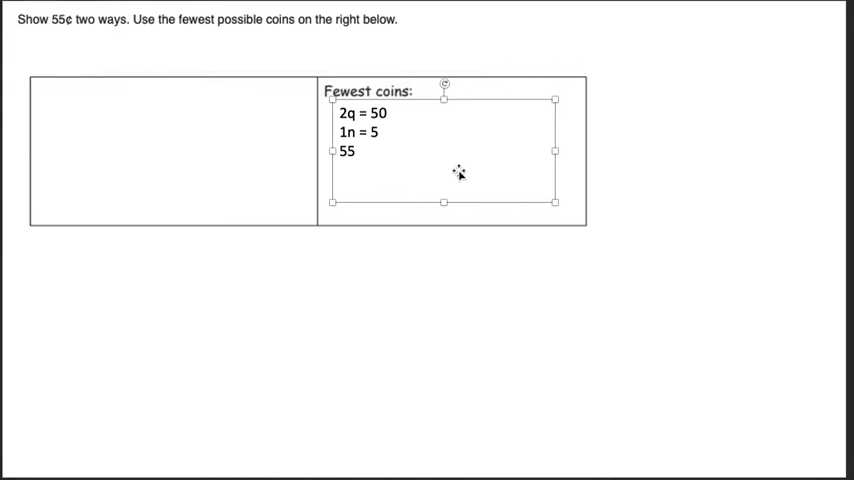 Show 55¢ two ways. Use the fewest possible coins on the right below.
Fewest coins:
2q = 50
1n = 5
55